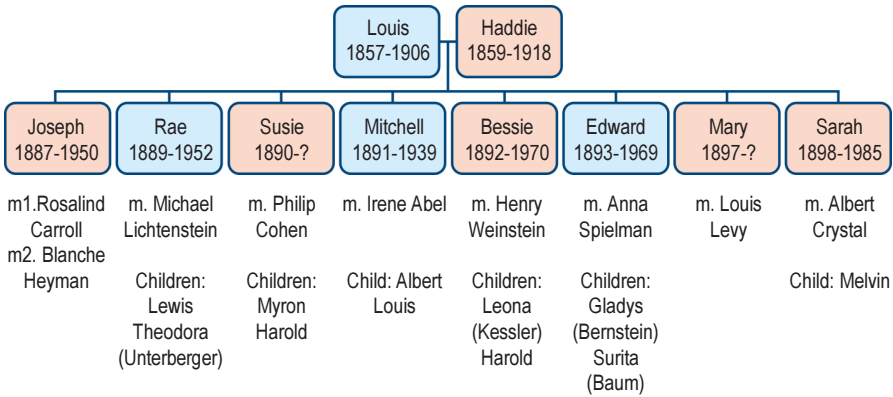 Louis
1857-1906
Haddie
1859-1918
Joseph
1887-1950
Rae
1889-1952
Susie
1890-?
Mitchell
1891-1939
Bessie
1892-1970
Edward
1893-1969
Mary
1897-?
Sarah
1898-1985
m1.Rosalind
Carroll
m2. Blanche
Heyman
m. Michael
Lichtenstein
Children:
Lewis
Theodora
(Unterberger)
m. Philip
Cohen
Children:
Myron
Harold
m. Irene Abel
Child: Albert
Louis
m. Henry
Weinstein
Children:
Leona
(Kessler)
Harold
m. Anna
Spielman
Children:
Gladys
(Bernstein)
Surita
(Baum)
m. Louis
Levy
m. Albert
Crystal
Child: Melvin